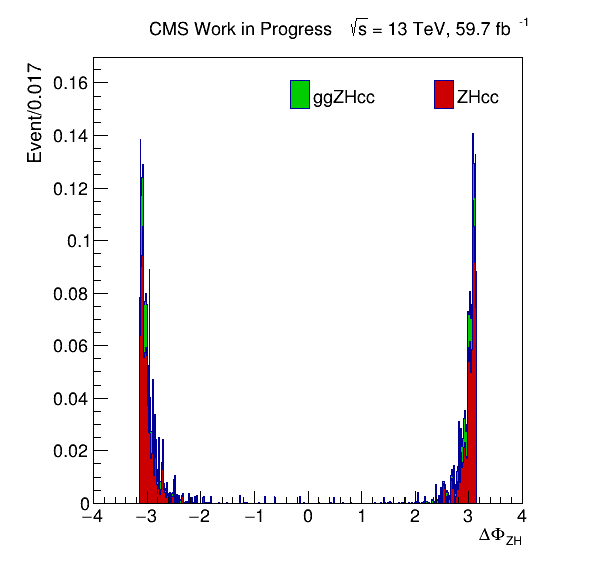 CMS Work in Progress √s = 13 TeV, 59.7 fb⁻¹
Event/0.017
ggZHcc ZHcc
0.16
0.14
0.12
0.1
0.08
0.06
0.04
0.02
0
−4 −3 −2 −1 0 1 2 3 4
ΔΦ_ZH